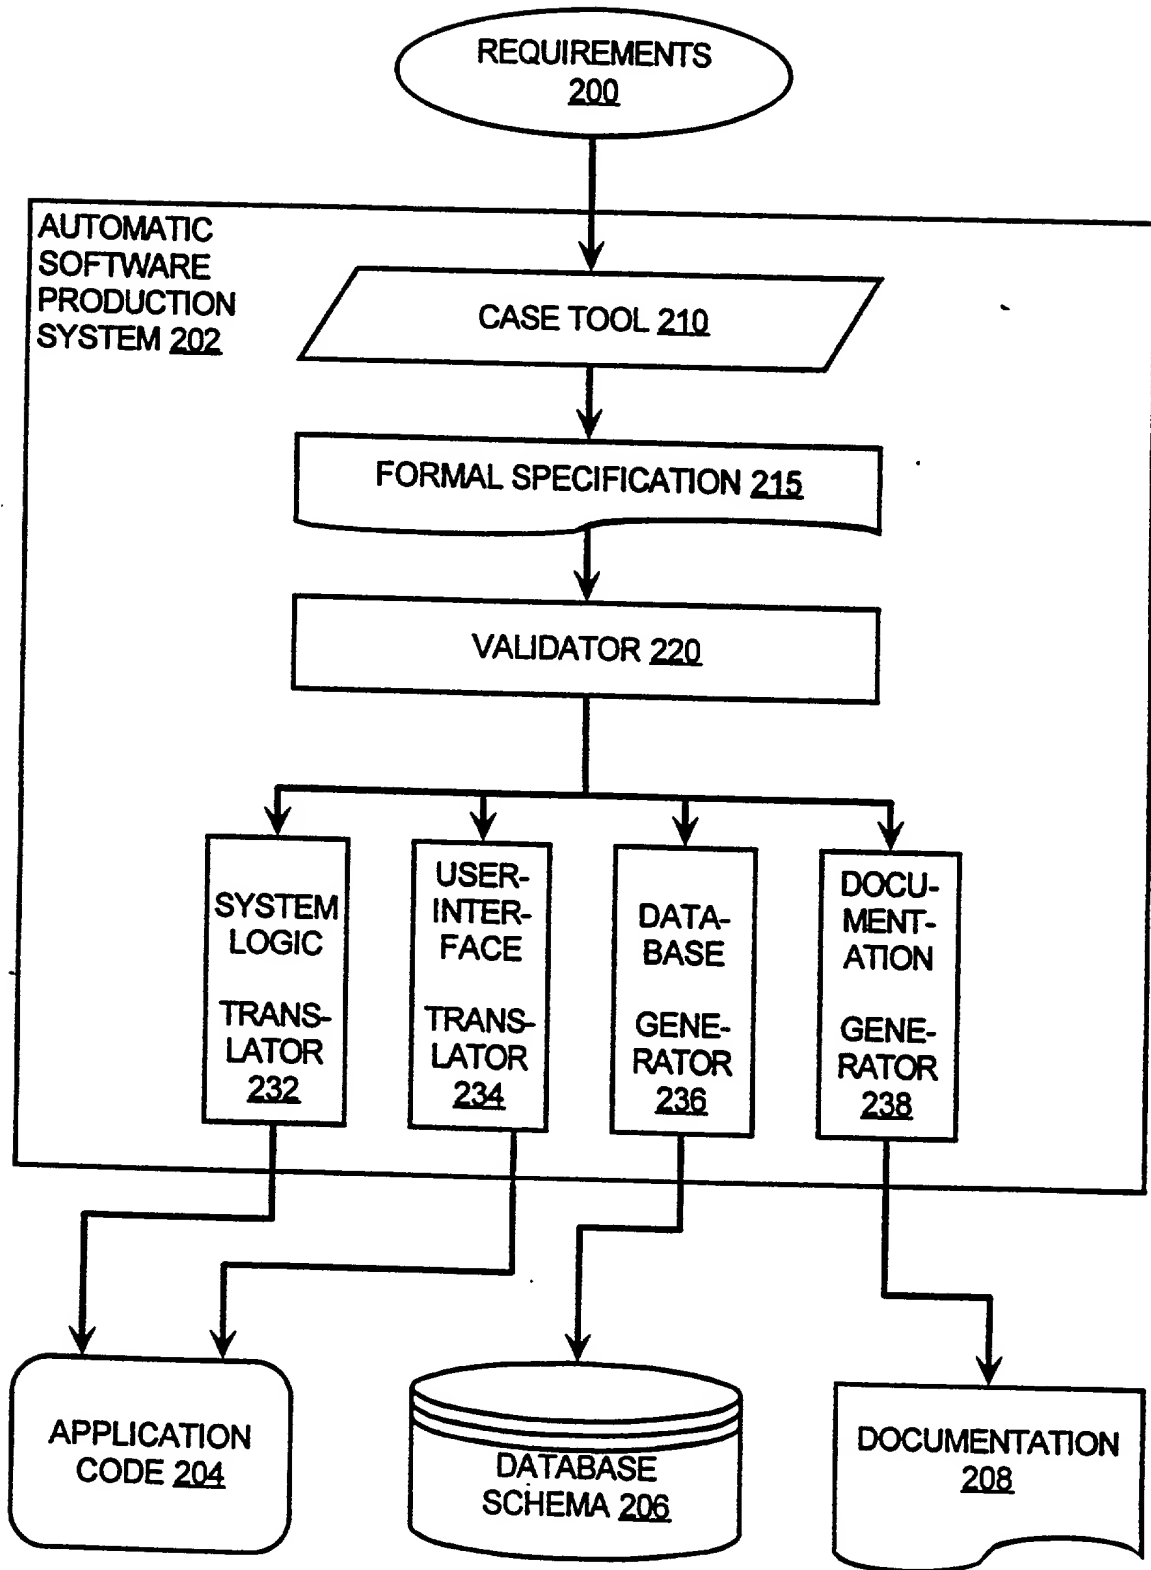 REQUIREMENTS
200
AUTOMATIC
SOFTWARE
PRODUCTION
SYSTEM 202
CASE TOOL 210
FORMAL SPECIFICATION 215
VALIDATOR 220
SYSTEM
LOGIC
TRANS-
LATOR
232
USER-
INTER-
FACE
TRANS-
LATOR
234
DATA-
BASE
GENE-
RATOR
236
DOCU-
MENT-
ATION
GENE-
RATOR
238
APPLICATION
CODE 204
DATABASE
SCHEMA 206
DOCUMENTATION
208